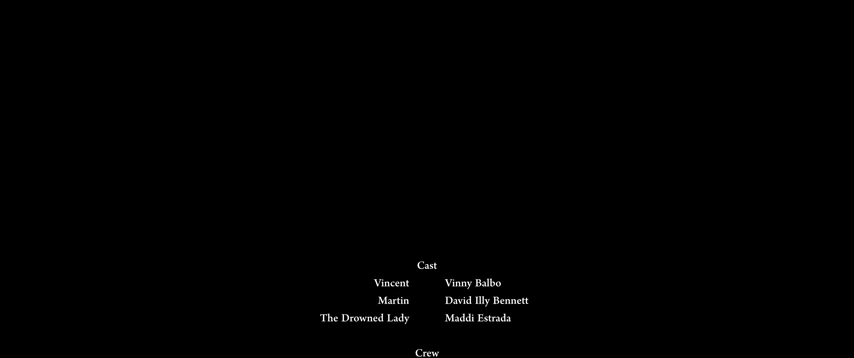 Cast
Vincent Vinny Balbo
Martin David Illy Bennett
The Drowned Lady Maddi Estrada
Crew